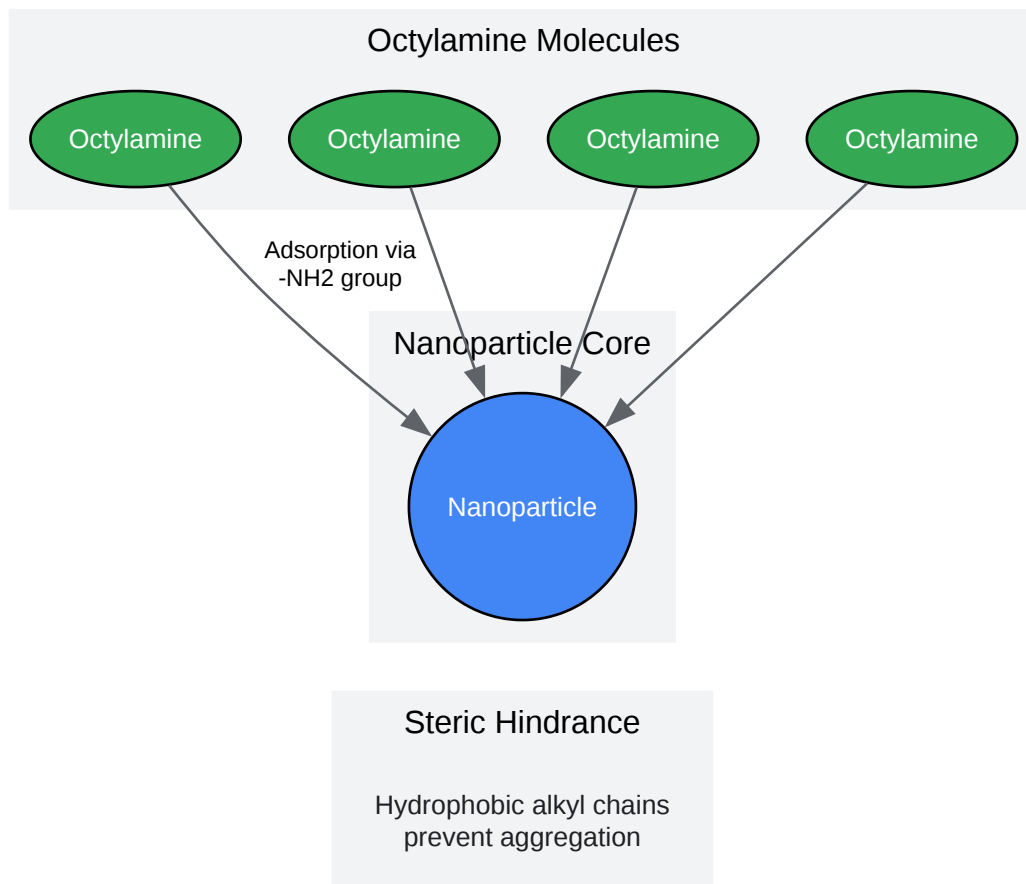 Octylamine Molecules
Octylamine Octylamine Octylamine Octylamine
Adsorption via
-NH2 group
Nanoparticle Core
Nanoparticle
Steric Hindrance
Hydrophobic alkyl chains
prevent aggregation